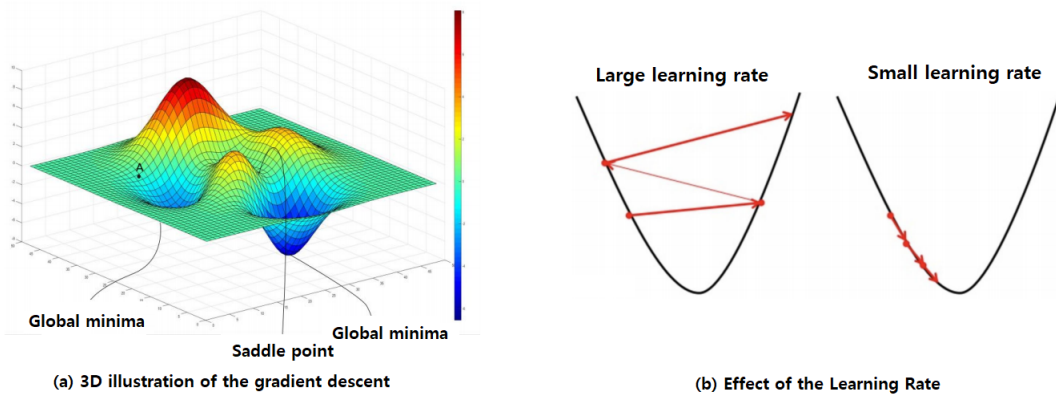 A
Global minima
Saddle point
Global minima
(a) 3D illustration of the gradient descent
Large learning rate
Small learning rate
(b) Effect of the Learning Rate